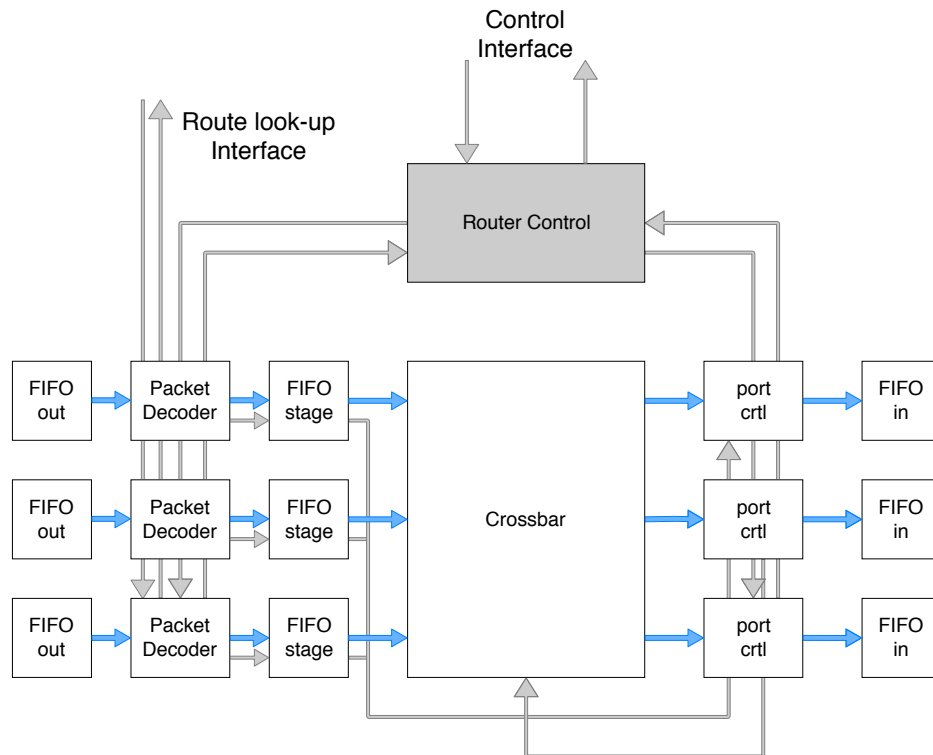 Control
Interface
Route look-up
Interface
Router Control
FIFO
out
Packet
Decoder
FIFO
stage
port
crtl
FIFO
in
FIFO
out
Packet
Decoder
FIFO
stage
Crossbar
port
crtl
FIFO
in
FIFO
out
Packet
Decoder
FIFO
stage
port
crtl
FIFO
in